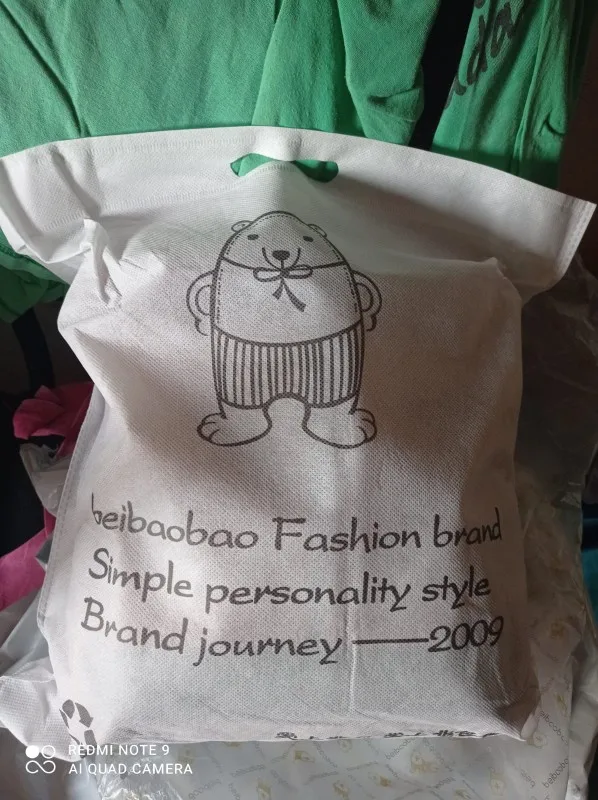 beibaobao Fashion brand
Simple personality style
Brand journey ——2009
REDMI NOTE 9
AI QUAD CAMERA